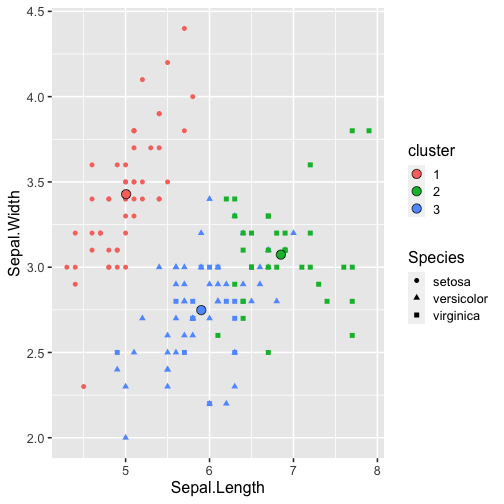 4.5
4.0
3.5
3.0
2.5
2.0
Sepal.Width
5 6 7 8
Sepal.Length
cluster
1
2
3
Species
setosa
versicolor
virginica